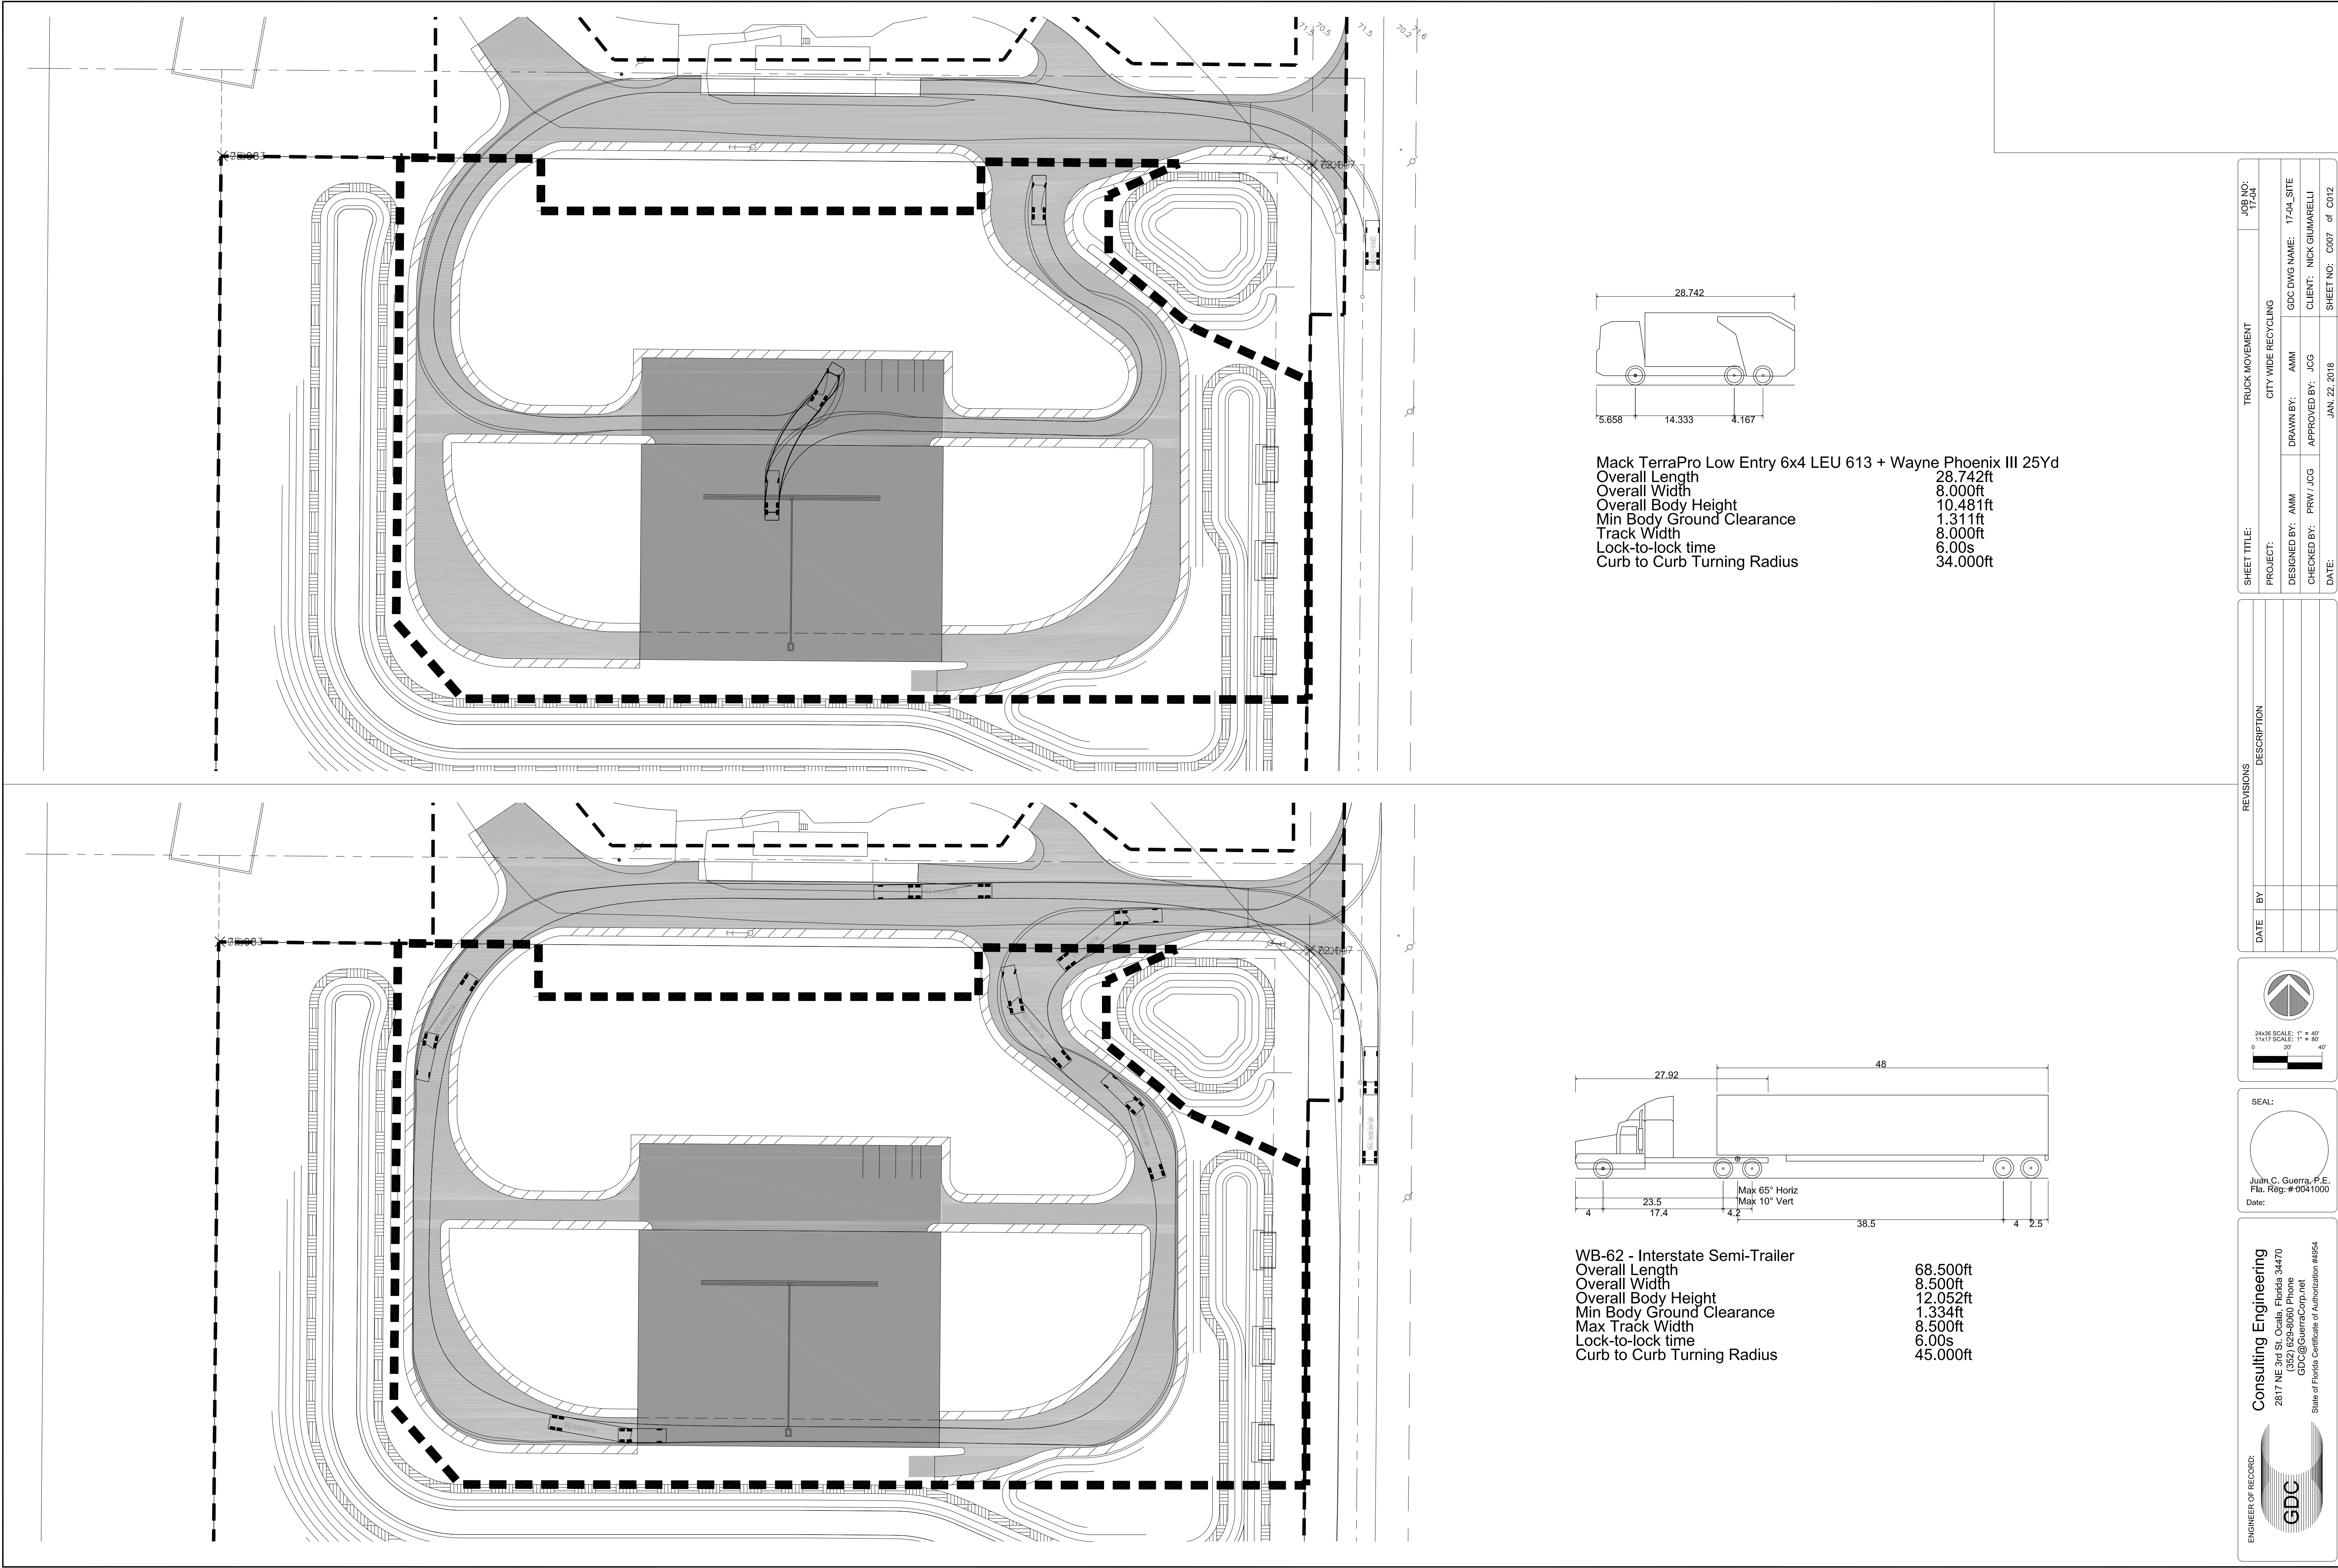 71.5
70.5
71.5
70.2
71.6
28.742
5.658
14.333
4.167
Mack TerraPro Low Entry 6x4 LEU 613 + Wayne Phoenix III 25Yd
Overall Length 28.742ft
Overall Width 8.000ft
Overall Body Height 10.481ft
Min Body Ground Clearance 1.311ft
Track Width 8.000ft
Lock-to-lock time 6.00s
Curb to Curb Turning Radius 34.000ft
48
27.92
Max 65° Horiz
Max 10° Vert
23.5
4
17.4
4.2
38.5
4
2.5
WB-62 - Interstate Semi-Trailer
Overall Length 68.500ft
Overall Width 8.500ft
Overall Body Height 12.052ft
Min Body Ground Clearance 1.334ft
Max Track Width 8.500ft
Lock-to-lock time 6.00s
Curb to Curb Turning Radius 45.000ft
SHEET TITLE: TRUCK MOVEMENT
JOB NO:
17-04
PROJECT: CITY WIDE RECYCLING
DESIGNED BY: AMM DRAWN BY: AMM GDC DWG NAME: 17-04_SITE
CHECKED BY: PRW / JCG APPROVED BY: JCG CLIENT: NICK GIUMARELLI
DATE: JAN. 22, 2018 SHEET NO: C007 of C012
REVISIONS
DATE BY DESCRIPTION
24x36 SCALE: 1" = 40'
11x17 SCALE: 1" = 80'
0 20' 40'
SEAL:
Juan C. Guerra, P.E.
Fla. Reg. # 0041000
Date:
ENGINEER OF RECORD:
GDC
Consulting Engineering
2817 NE 3rd St. Ocala, Florida 34470
(352) 629-8060 Phone
GDC@GuerraCorp.net
State of Florida Certificate of Authorization #4954